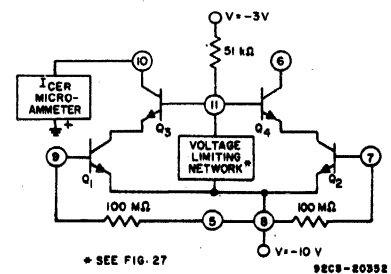 V=-3V
51 kΩ
10
6
ICER
MICRO-
AMMETER
+
11
Q3
Q4
VOLTAGE
LIMITING
NETWORK*
9
7
Q1
Q2
100 MΩ
5
8
100 MΩ
* SEE FIG. 27
V=-10 V
92CS-20352